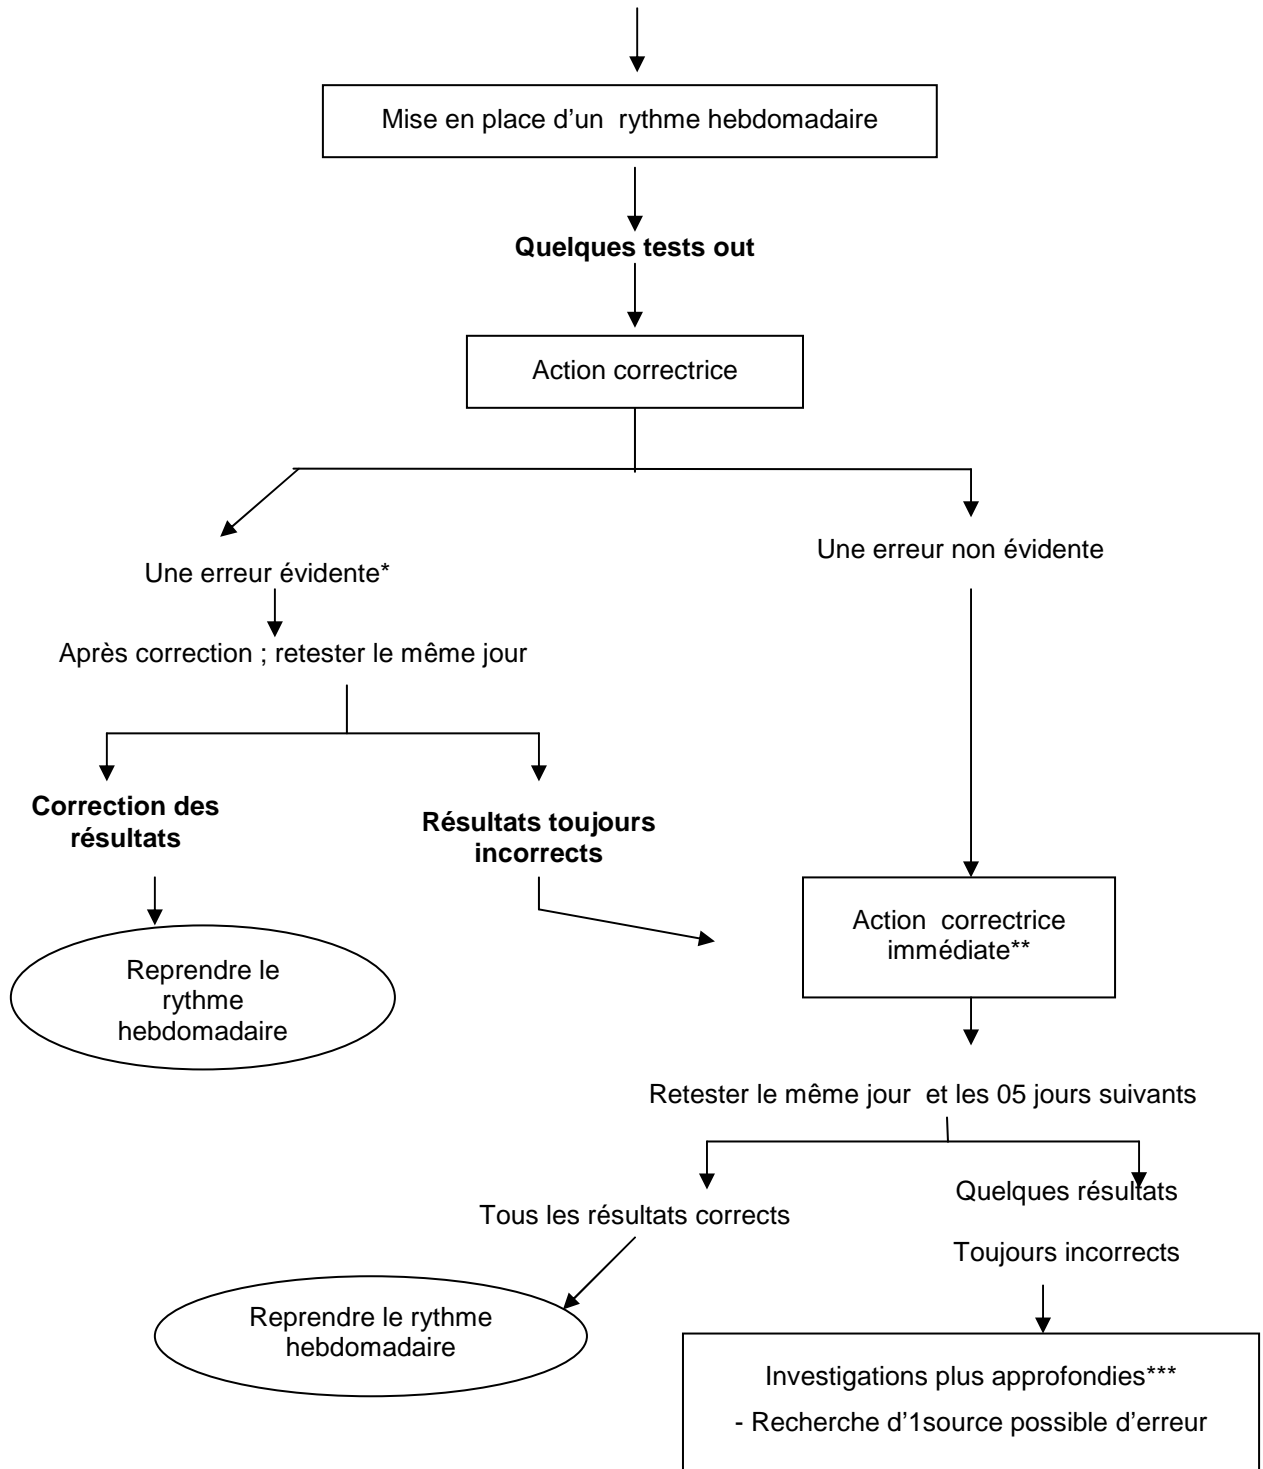 Mise en place d'un  rythme hebdomadaire
Quelques tests out
Action correctrice
Une erreur non évidente
Une erreur évidente*
Après correction ; retester le même jour
Correction des
résultats
Résultats toujours
incorrects
Action  correctrice
immédiate**
Reprendre le
rythme
hebdomadaire
Retester le même jour  et les 05 jours suivants
Quelques résultats
Tous les résultats corrects
Toujours incorrects
Reprendre le rythme
hebdomadaire
Investigations plus approfondies***
- Recherche d'1source possible d'erreur